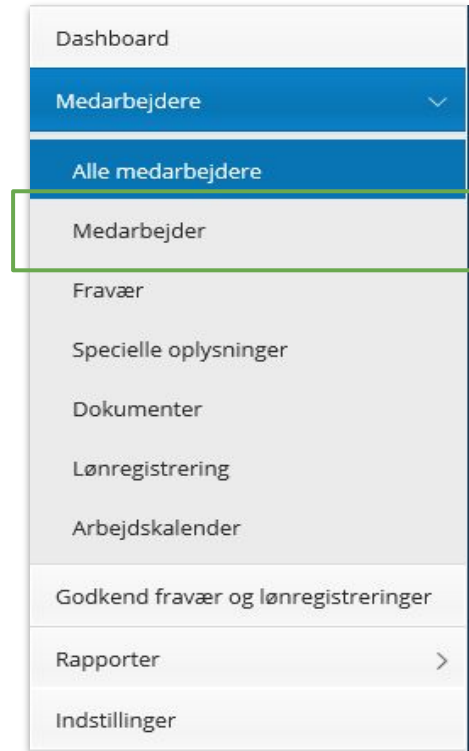 Dashboard
Medarbejdere
Alle medarbejdere
Medarbejder
Fravær
Specielle oplysninger
Dokumenter
Lønregistrering
Arbejdskalender
Godkend fravær og lønregistreringer
Rapporter
Indstillinger